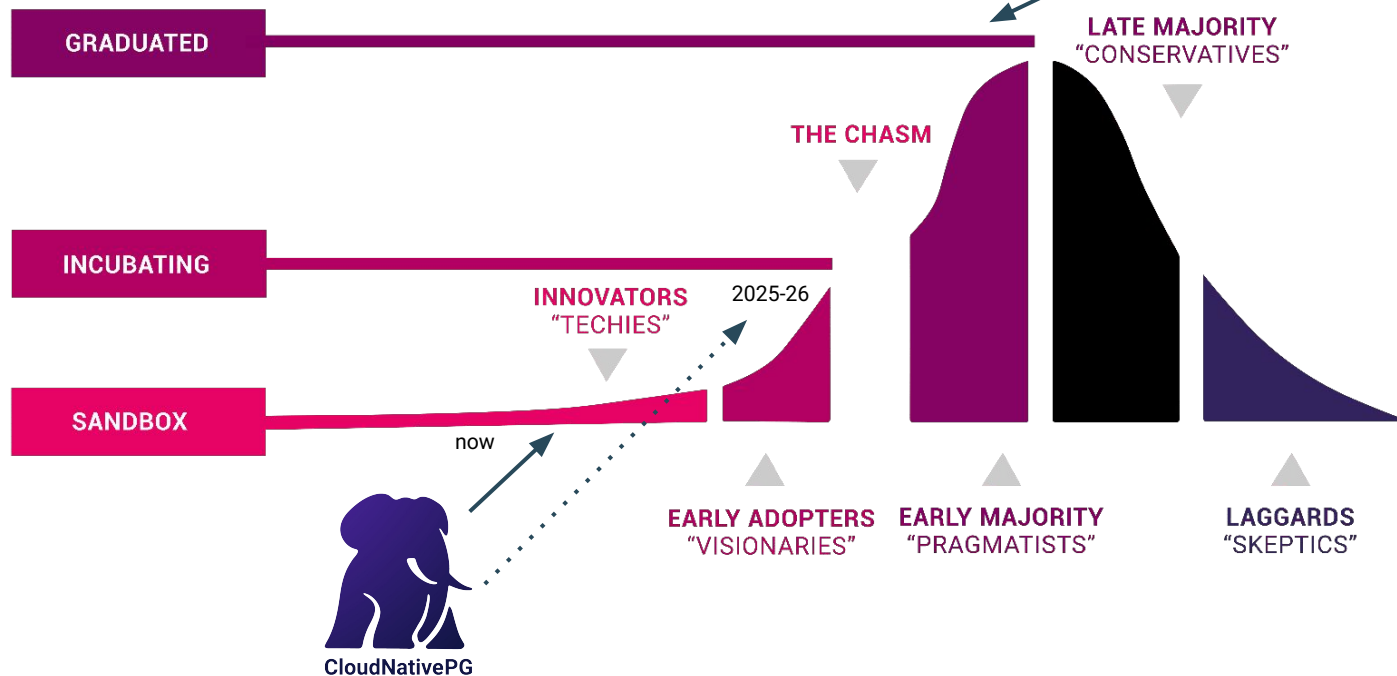 GRADUATED
LATE MAJORITY
“CONSERVATIVES”
THE CHASM
INCUBATING
INNOVATORS
“TECHIES”
2025-26
SANDBOX
now
EARLY ADOPTERS
“VISIONARIES”
EARLY MAJORITY
“PRAGMATISTS”
LAGGARDS
“SKEPTICS”
CloudNativePG